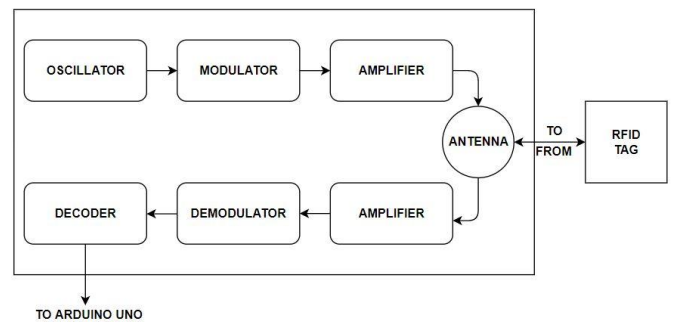 OSCILLATOR
MODULATOR
AMPLIFIER
ANTENNA
TO
FROM
RFID
TAG
DECODER
DEMODULATOR
AMPLIFIER
TO ARDUINO UNO